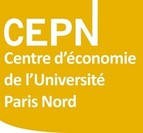 CEPN
Centre d'économie
de l'Université
Paris Nord